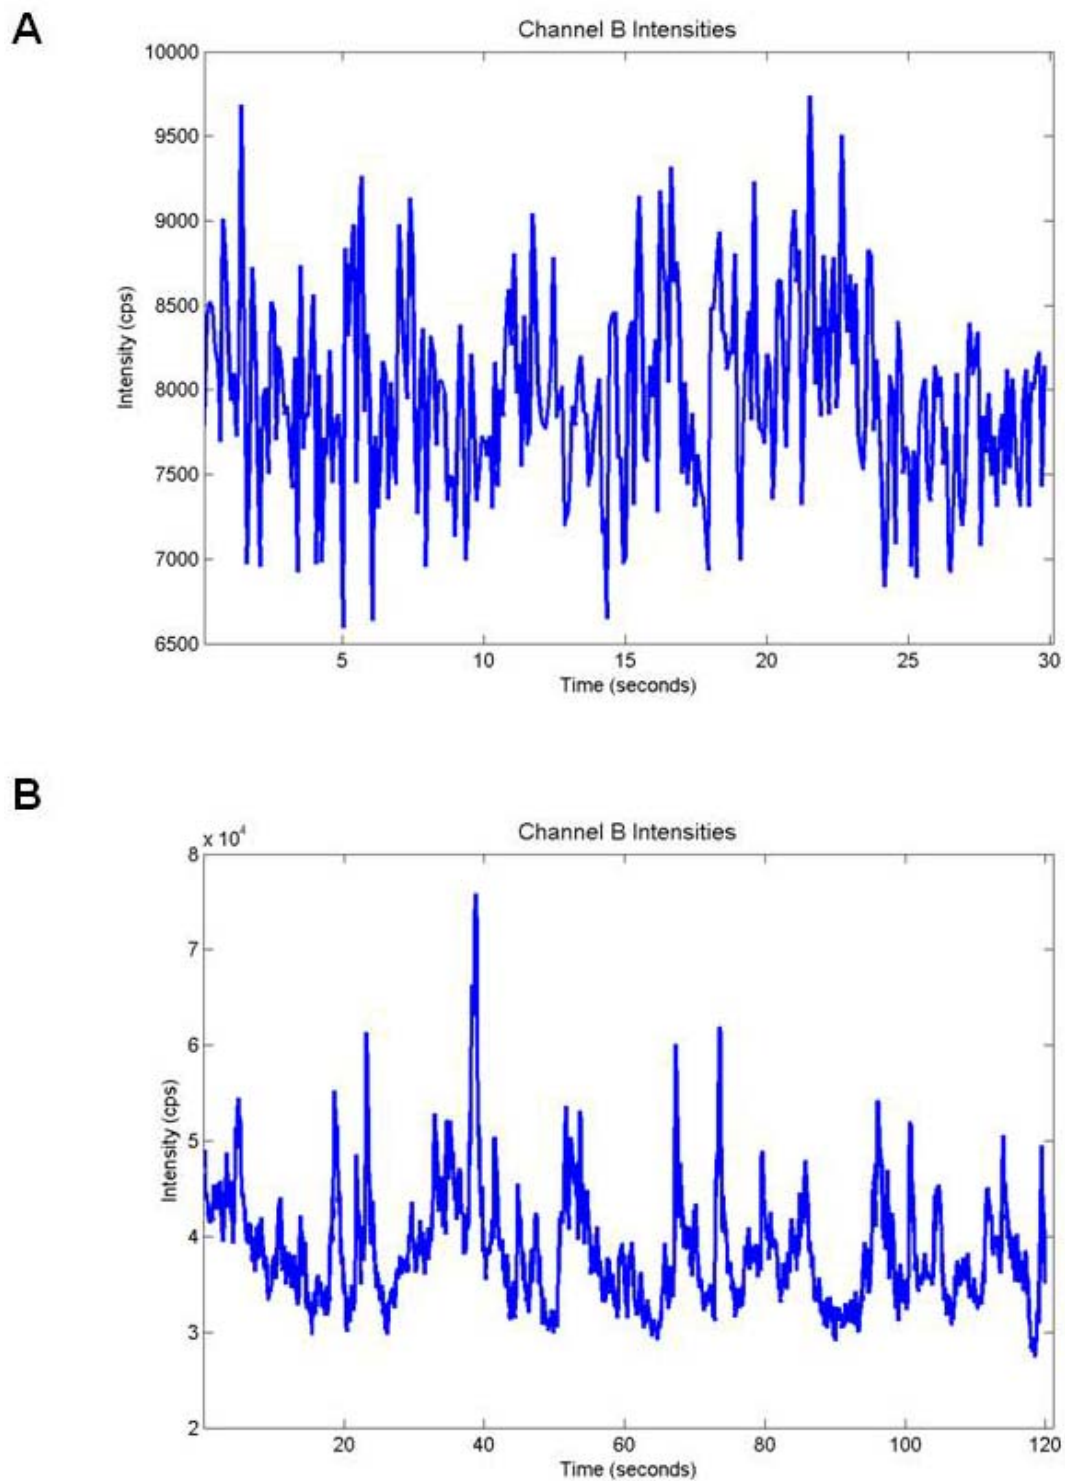 A
Channel B Intensities
10000
9500
9000
8500
8000
7500
7000
6500
Intensity (cps)
5 10 15 20 25 30
Time (seconds)
B
Channel B Intensities
x 10⁴
8
7
6
5
4
3
2
Intensity (cps)
20 40 60 80 100 120
Time (seconds)